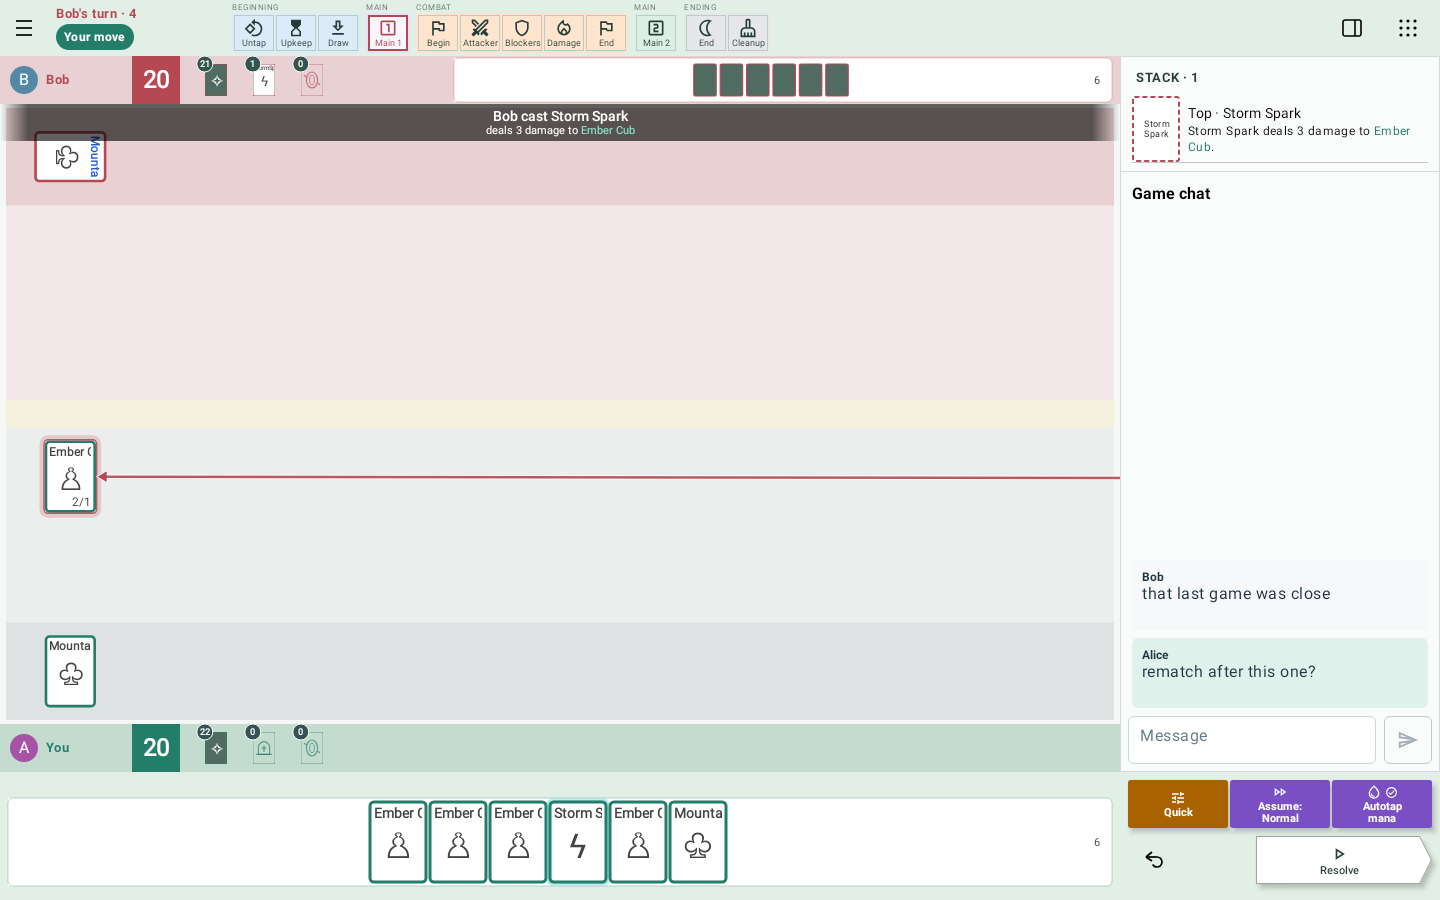 Bob's turn · 4
Your move
BEGINNING
Untap
Upkeep
Draw
MAIN
Main 1
COMBAT
Begin
Attacker
Blockers
Damage
End
MAIN
Main 2
ENDING
End
Cleanup
B
Bob
20
21
1
0
6
Bob cast Storm Spark
deals 3 damage to Ember Cub
Mounta
Ember C
2/1
Mounta
A
You
20
22
0
0
Ember C
Ember C
Ember C
Storm S
Ember C
Mounta
6
STACK · 1
Storm
Spark
Top · Storm Spark
Storm Spark deals 3 damage to Ember
Cub.
Game chat
Bob
that last game was close
Alice
rematch after this one?
Message
Quick
Assume:
Normal
Autotap
mana
Resolve